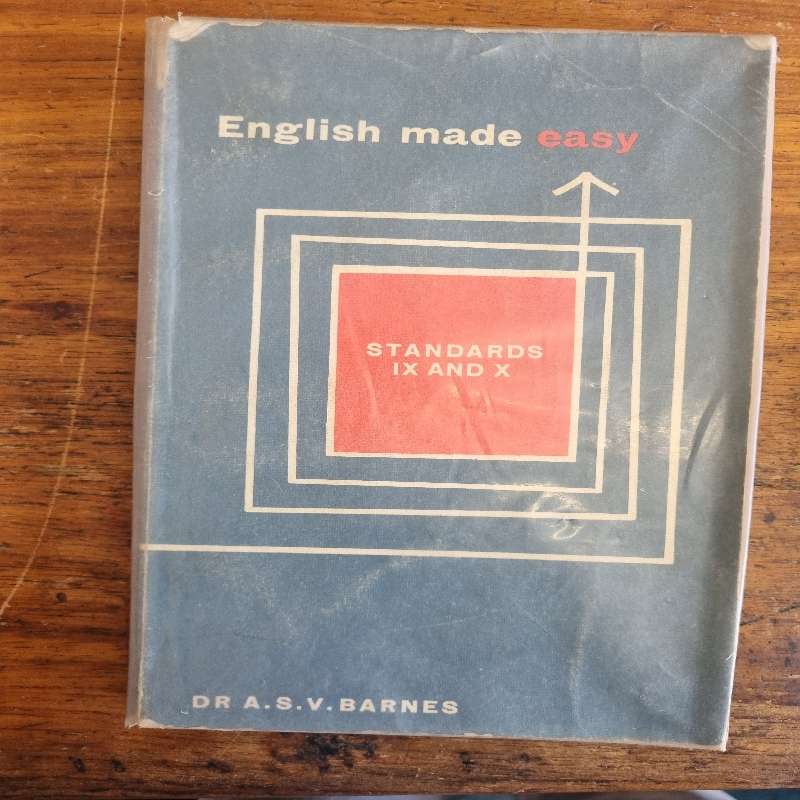 English made easy
STANDARDS
IX AND X
DR A.S.V. BARNES